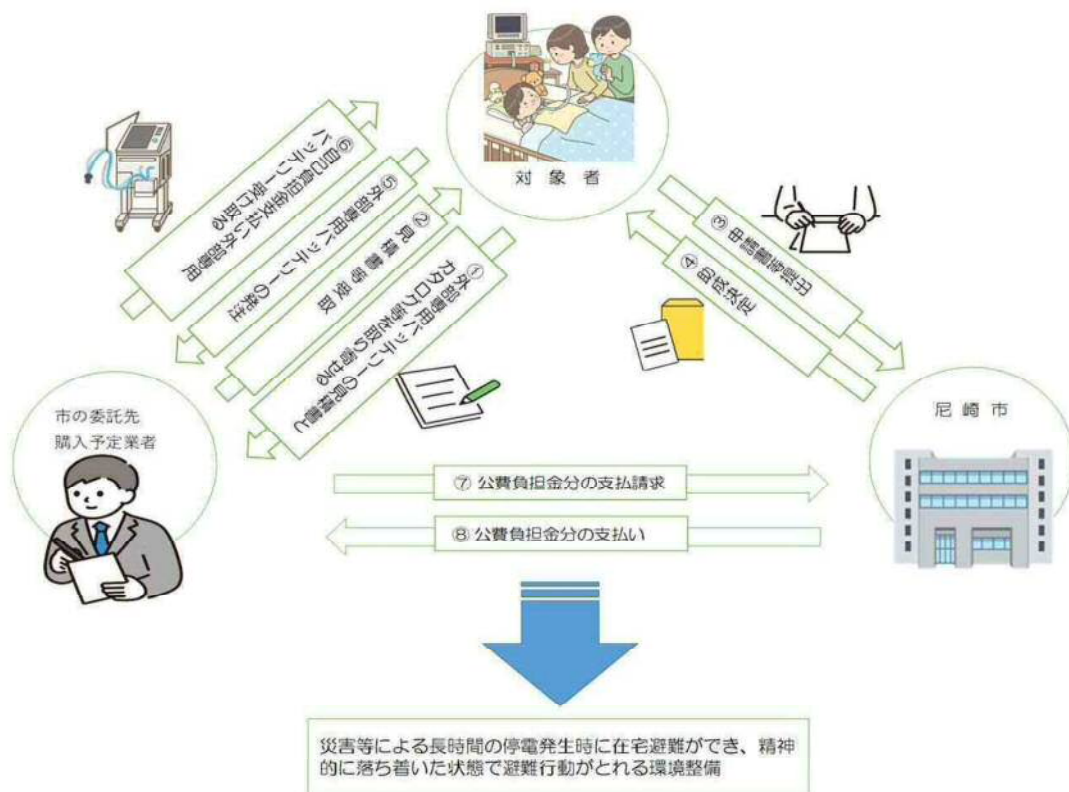 対 象 者
⑥自己負担金支払い外部専用
バッテリー受け取る
⑤外部専用バッテリーの発注
②見積書等受取
①外部専用バッテリーの見積書と
カタログ等を取り寄せる
③申請書等提出
④助成決定
市の委託先
購入予定業者
尼 崎 市
⑦ 公費負担金分の支払請求
⑧ 公費負担金分の支払い
災害等による長時間の停電発生時に在宅避難ができ、精神
的に落ち着いた状態で避難行動がとれる環境整備